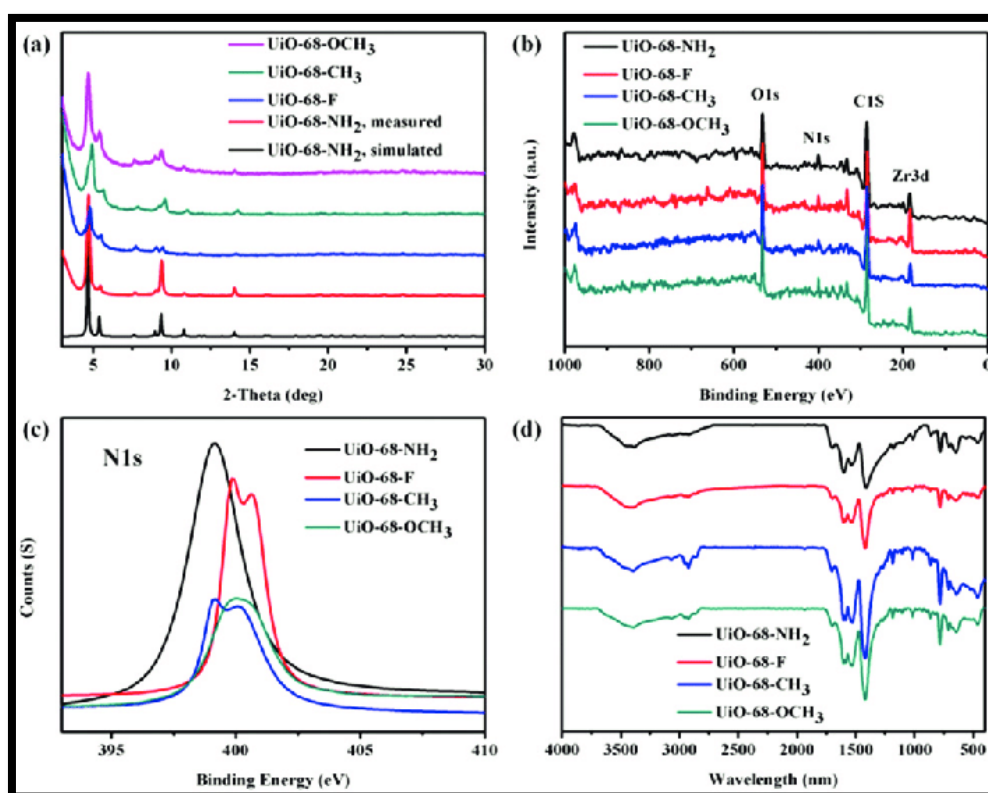 (a)
UiO-68-OCH3
UiO-68-CH3
UiO-68-F
UiO-68-NH2, measured
UiO-68-NH2, simulated
5 10 15 20 25 30
2-Theta (deg)
(b)
UiO-68-NH2
UiO-68-F
UiO-68-CH3
UiO-68-OCH3
O1s
N1s
C1S
Zr3d
Intensity (a.u.)
1000 800 600 400 200 0
Binding Energy (eV)
(c)
N1s
UiO-68-NH2
UiO-68-F
UiO-68-CH3
UiO-68-OCH3
Counts (S)
395 400 405 410
Binding Energy (eV)
(d)
UiO-68-NH2
UiO-68-F
UiO-68-CH3
UiO-68-OCH3
4000 3500 3000 2500 2000 1500 1000 500
Wavelength (nm)